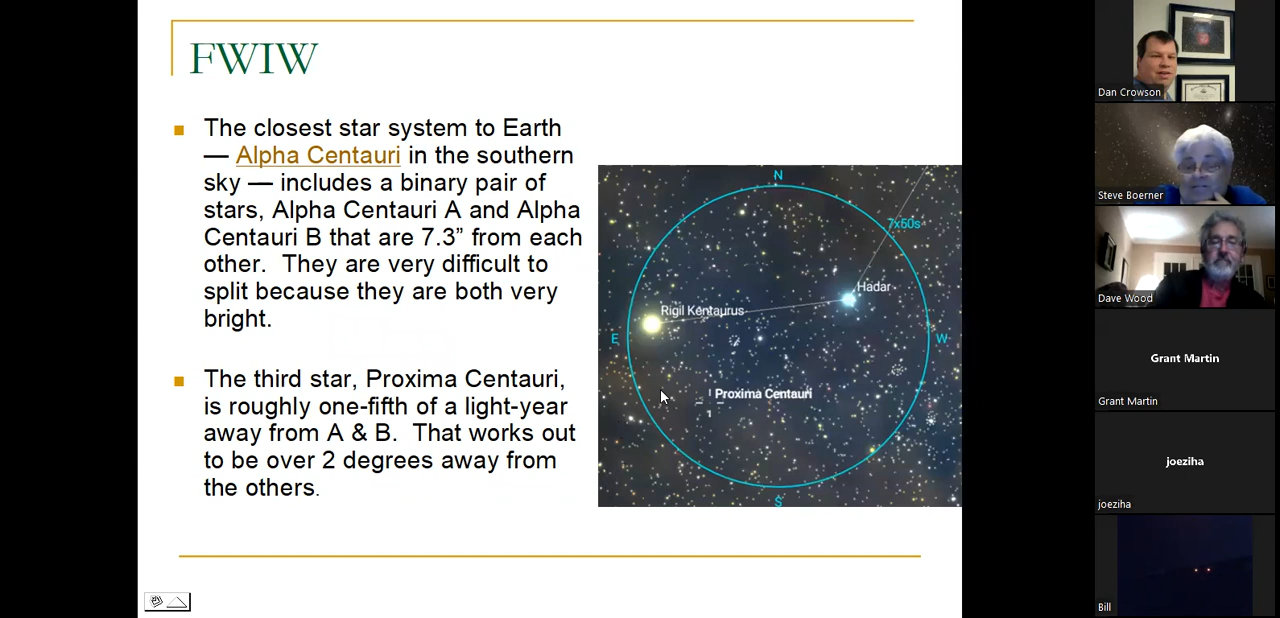 FWIW
The closest star system to Earth
— Alpha Centauri in the southern
sky — includes a binary pair of
stars, Alpha Centauri A and Alpha
Centauri B that are 7.3” from each
other.  They are very difficult to
split because they are both very
bright.
The third star, Proxima Centauri,
is roughly one-fifth of a light-year
away from A & B.  That works out
to be over 2 degrees away from
the others.
N
7x50s
Hadar
Rigil Kentaurus
E
W
Proxima Centauri
S
Dan Crowson
Steve Boerner
Dave Wood
Grant Martin
Grant Martin
joeziha
joeziha
Bill